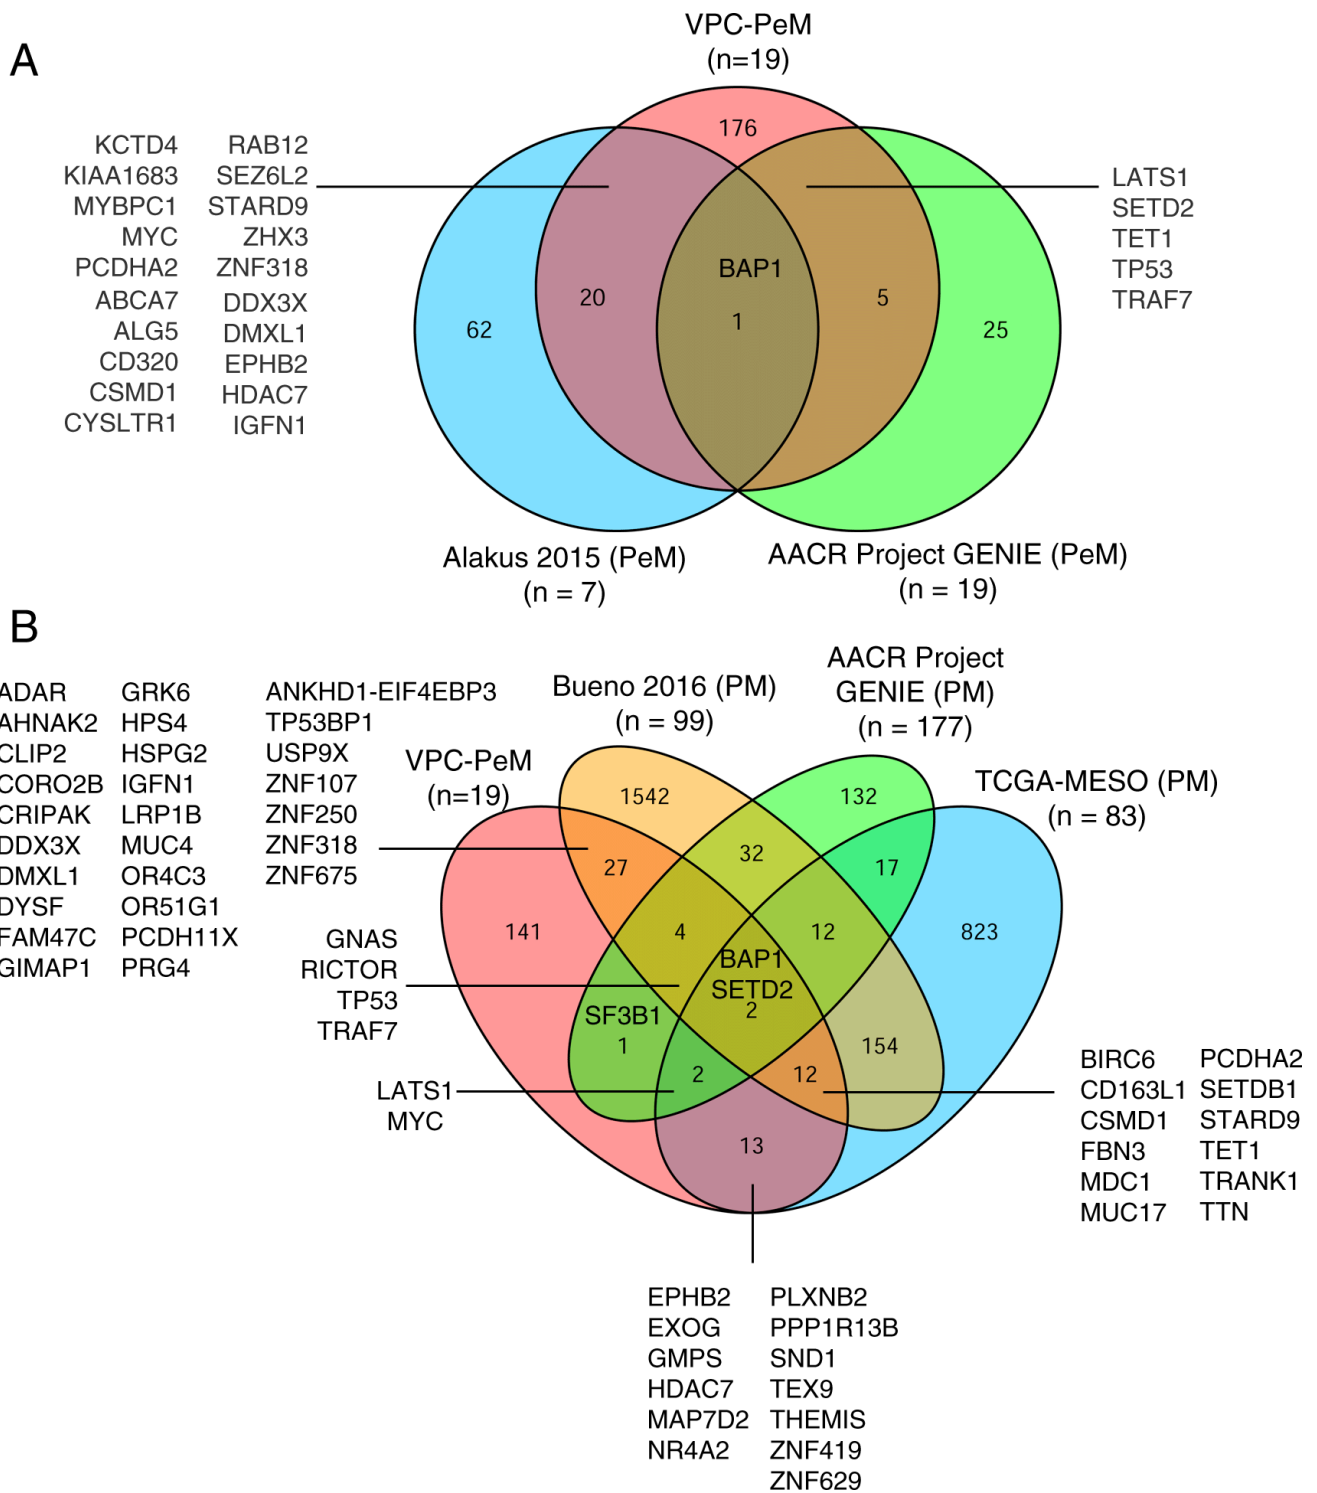 A
VPC-PeM
(n=19)
KCTD4 RAB12
KIAA1683 SEZ6L2
MYBPC1 STARD9
MYC ZHX3
PCDHA2 ZNF318
ABCA7 DDX3X
ALG5 DMXL1
CD320 EPHB2
CSMD1 HDAC7
CYSLTR1 IGFN1
176
LATS1
SETD2
TET1
TP53
TRAF7
BAP1
62 20 1 5 25
Alakus 2015 (PeM)
(n = 7)
AACR Project GENIE (PeM)
(n = 19)
B
ADAR GRK6 ANKHD1-EIF4EBP3
AHNAK2 HPS4 TP53BP1
CLIP2 HSPG2 USP9X
CORO2B IGFN1 ZNF107
CRIPAK LRP1B ZNF250
DDX3X MUC4 ZNF318
DMXL1 OR4C3 ZNF675
DYSF OR51G1
FAM47C PCDH11X
GIMAP1 PRG4
VPC-PeM
(n=19)
Bueno 2016 (PM)
(n = 99)
AACR Project
GENIE (PM)
(n = 177)
TCGA-MESO (PM)
(n = 83)
1542 132
27 32 17
141 4 12 823
GNAS
RICTOR
TP53
TRAF7
BAP1
SETD2
2
SF3B1
1
154
2 12
LATS1
MYC
13
BIRC6 PCDHA2
CD163L1 SETDB1
CSMD1 STARD9
FBN3 TET1
MDC1 TRANK1
MUC17 TTN
EPHB2 PLXNB2
EXOG PPP1R13B
GMPS SND1
HDAC7 TEX9
MAP7D2 THEMIS
NR4A2 ZNF419
ZNF629